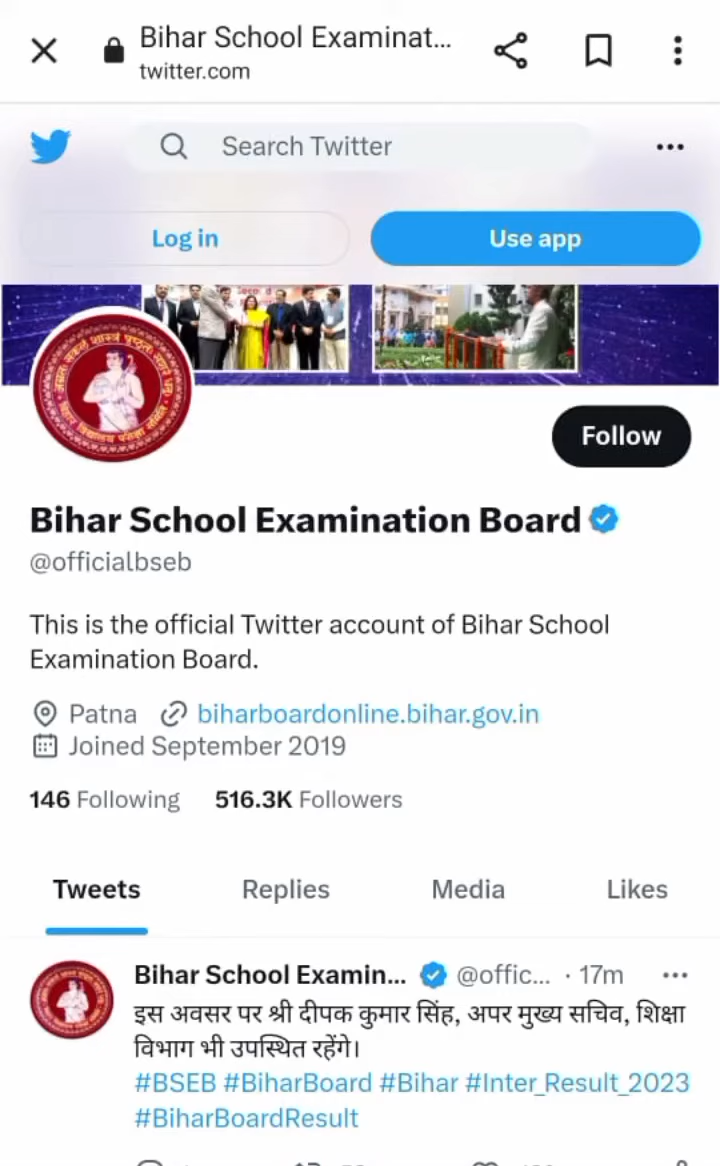 Bihar School Examinat...
twitter.com
Search Twitter
Log in
Use app
Follow
Bihar School Examination Board
@officialbseb
This is the official Twitter account of Bihar School
Examination Board.
Patna biharboardonline.bihar.gov.in
Joined September 2019
146 Following 516.3K Followers
Tweets Replies Media Likes
Bihar School Examin... @offic... · 17m
इस अवसर पर श्री दीपक कुमार सिंह, अपर मुख्य सचिव, शिक्षा
विभाग भी उपस्थित रहेंगे।
#BSEB #BiharBoard #Bihar #Inter_Result_2023
#BiharBoardResult